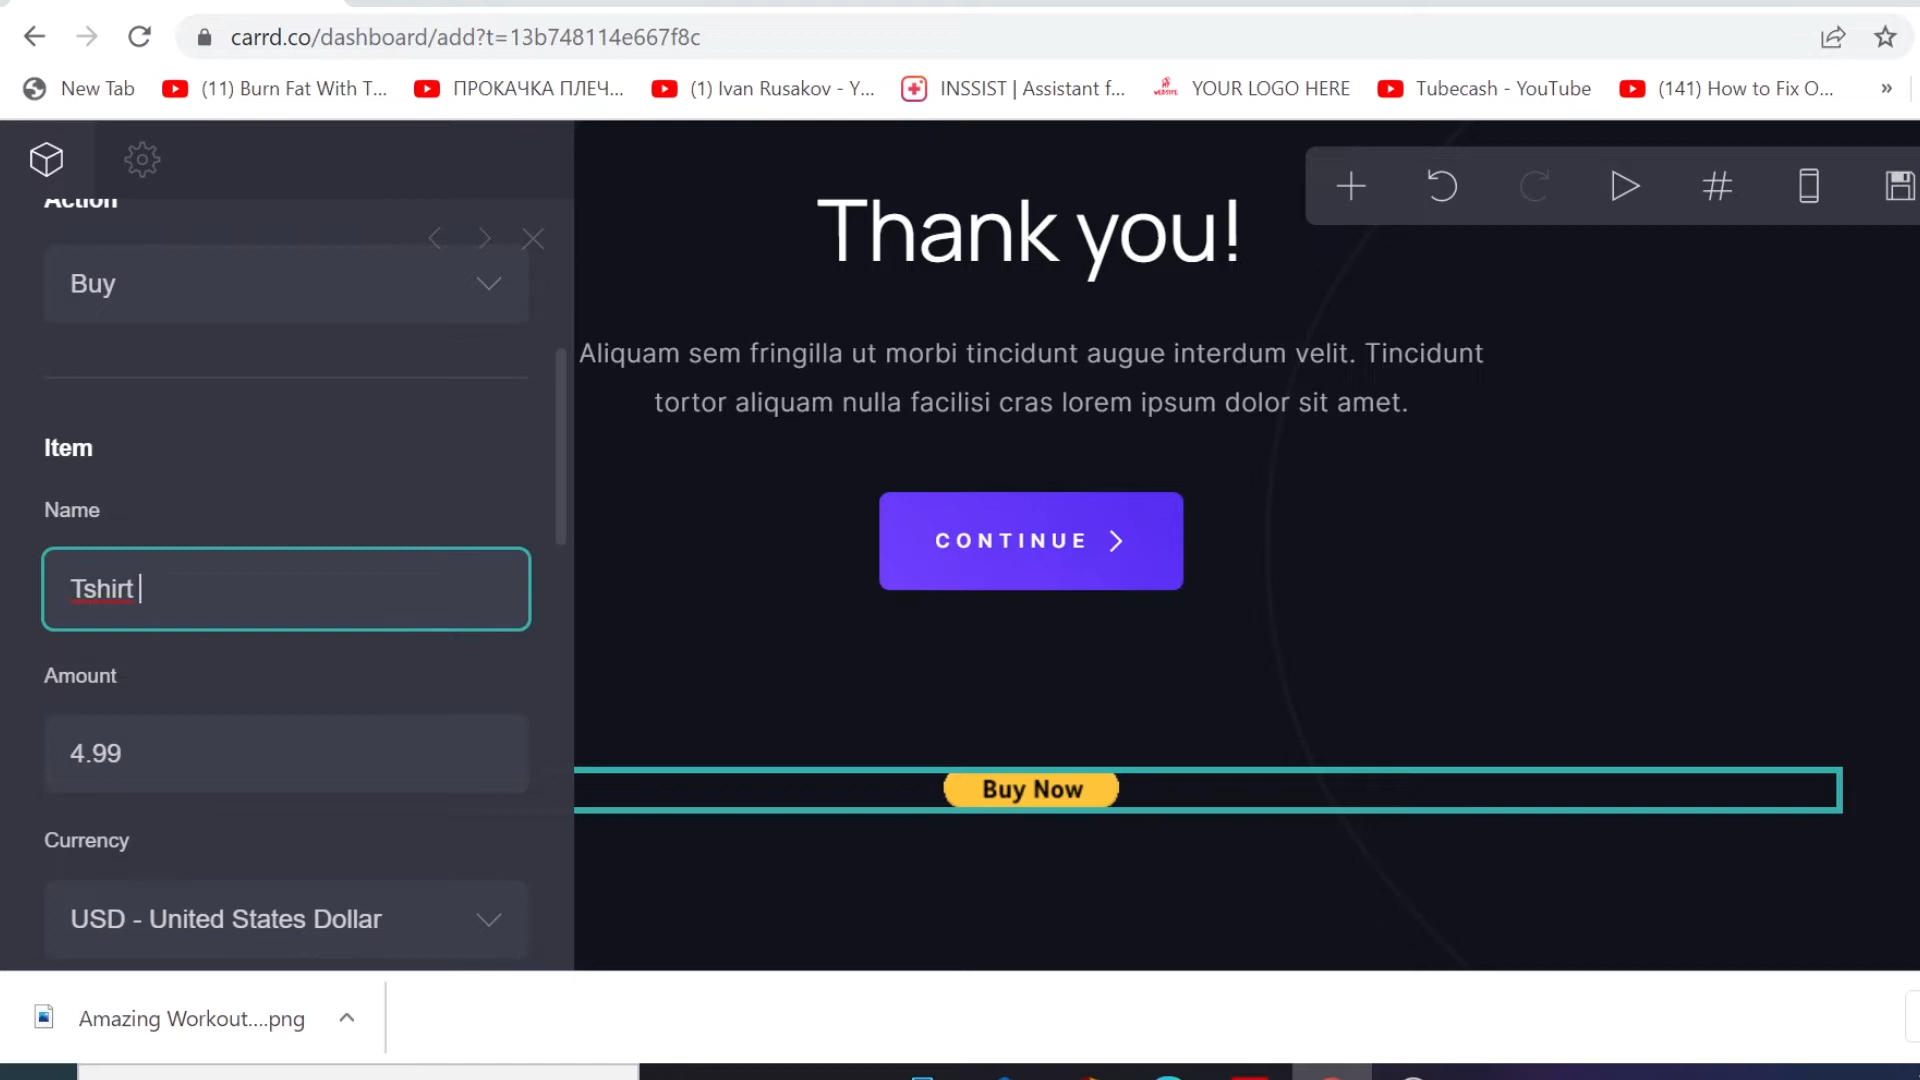 carrd.co/dashboard/add?t=13b748114e667f8c
New Tab
(11) Burn Fat With T...
ПРОКАЧКА ПЛЕЧ...
(1) Ivan Rusakov - Y...
INSSIST | Assistant f...
YOUR LOGO HERE
Tubecash - YouTube
(141) How to Fix O...
»
Action
Buy
Item
Name
Tshirt
Amount
4.99
Currency
USD - United States Dollar
Thank you!
Aliquam sem fringilla ut morbi tincidunt augue interdum velit. Tincidunt
tortor aliquam nulla facilisi cras lorem ipsum dolor sit amet.
CONTINUE
Buy Now
Amazing Workout....png